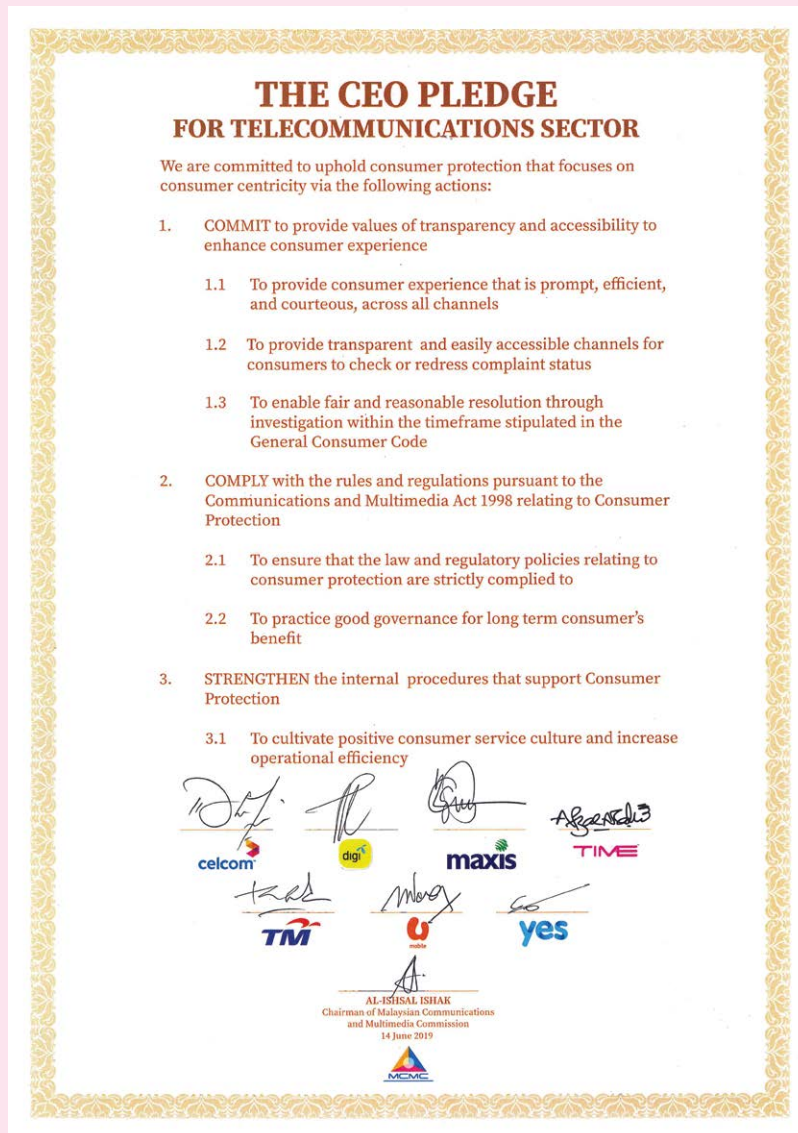 THE CEO PLEDGE
FOR TELECOMMUNICATIONS SECTOR
We are committed to uphold consumer protection that focuses on
consumer centricity via the following actions:
1. COMMIT to provide values of transparency and accessibility to
enhance consumer experience
1.1 To provide consumer experience that is prompt, efficient,
and courteous, across all channels
1.2 To provide transparent and easily accessible channels for
consumers to check or redress complaint status
1.3 To enable fair and reasonable resolution through
investigation within the timeframe stipulated in the
General Consumer Code
2. COMPLY with the rules and regulations pursuant to the
Communications and Multimedia Act 1998 relating to Consumer
Protection
2.1 To ensure that the law and regulatory policies relating to
consumer protection are strictly complied to
2.2 To practice good governance for long term consumer's
benefit
3. STRENGTHEN the internal procedures that support Consumer
Protection
3.1 To cultivate positive consumer service culture and increase
operational efficiency
celcom digi maxis TIME
TM U mobile yes
AL-ISHSAL ISHAK
Chairman of Malaysian Communications
and Multimedia Commission
14 June 2019
MCMC